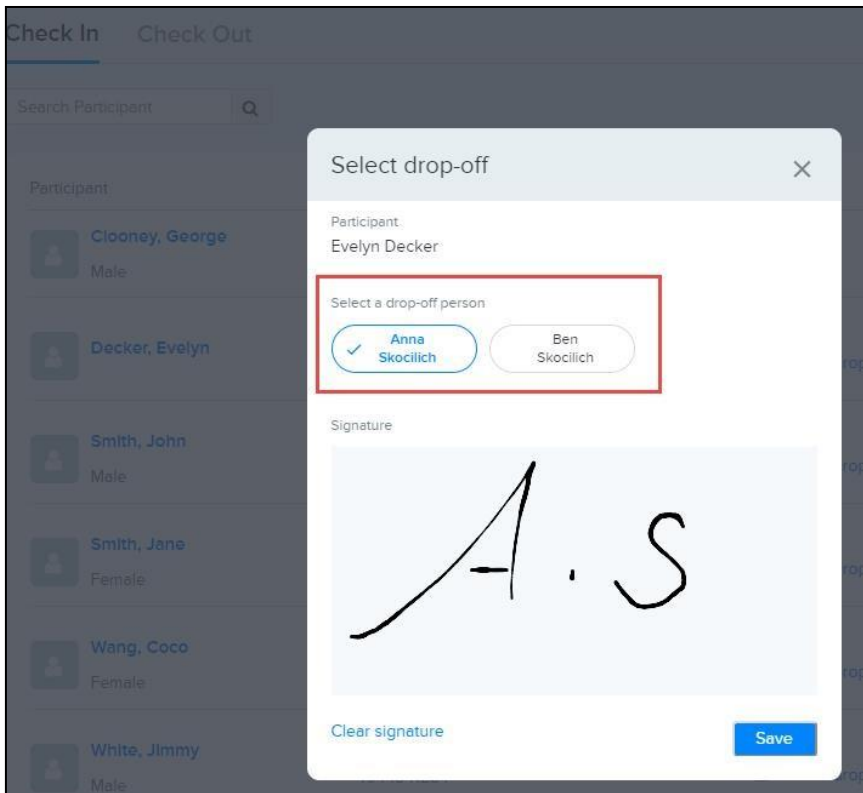 Check In Check Out
Search Participant
Participant
Clooney, George
Male
Decker, Evelyn
Smith, John
Male
Smith, Jane
Female
Wang, Coco
Female
White, Jimmy
Male
Select drop-off
Participant
Evelyn Decker
Select a drop-off person
Anna
Skocilich
Ben
Skocilich
Signature
A. S
Clear signature
Save